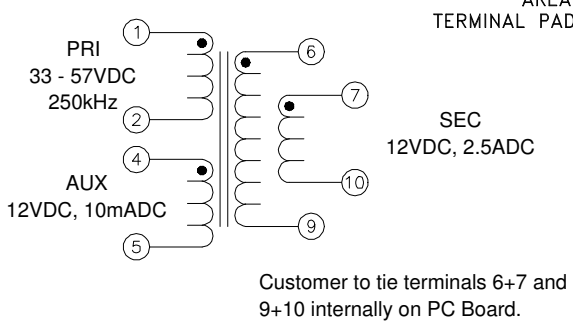 AREA
TERMINAL PAD
1
PRI
33 - 57VDC
250kHz
2
4
AUX
12VDC, 10mADC
5
6
7
SEC
12VDC, 2.5ADC
10
9
Customer to tie terminals 6+7 and
9+10 internally on PC Board.